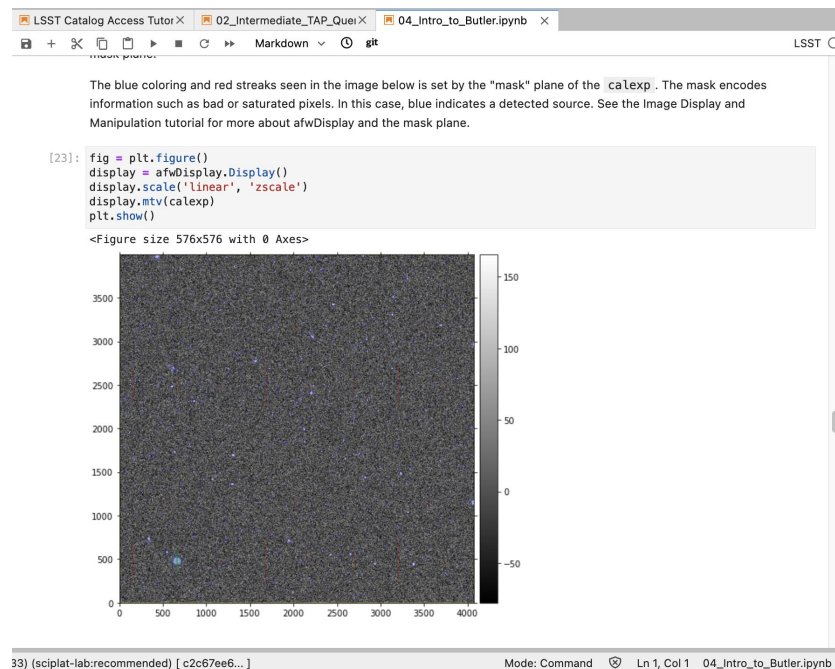 LSST Catalog Access Tutor
02_Intermediate_TAP_Que
04_Intro_to_Butler.ipynb
Markdown
git
LSST
mask plane.
The blue coloring and red streaks seen in the image below is set by the "mask" plane of the calexp . The mask encodes
information such as bad or saturated pixels. In this case, blue indicates a detected source. See the Image Display and
Manipulation tutorial for more about afwDisplay and the mask plane.
[23]: fig = plt.figure()
display = afwDisplay.Display()
display.scale('linear', 'zscale')
display.mtv(calexp)
plt.show()
<Figure size 576x576 with 0 Axes>
3500
3000
2500
2000
1500
1000
500
0
0 500 1000 1500 2000 2500 3000 3500 4000
150
100
50
0
−50
33) (sciplat-lab:recommended) [ c2c67ee6... ]
Mode: Command
Ln 1, Col 1
04_Intro_to_Butler.ipynb